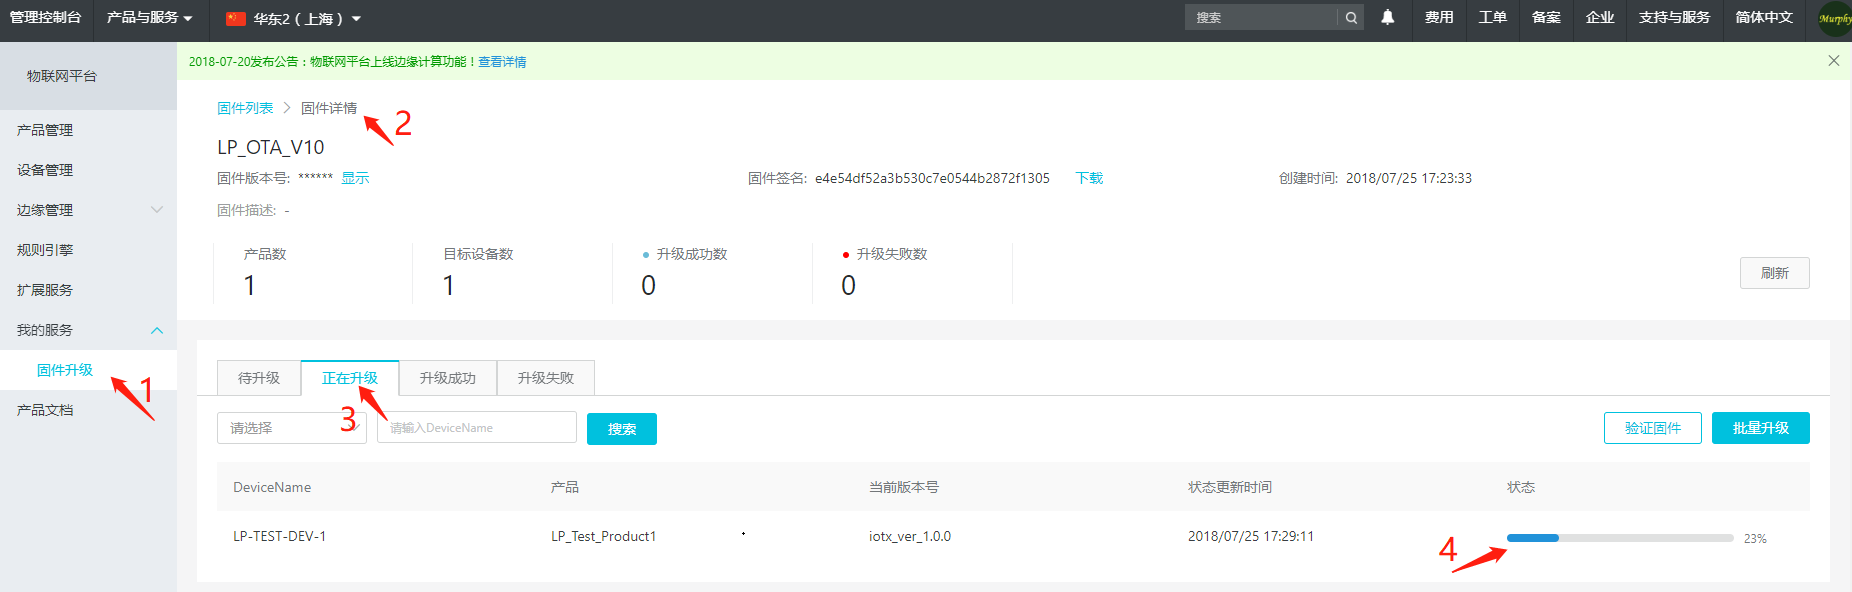 管理控制台 产品与服务 华东2（上海） 搜索 费用 工单 备案 企业 支持与服务 简体中文 Murphy
物联网平台
产品管理
设备管理
边缘管理
规则引擎
扩展服务
我的服务
固件升级
产品文档
1
2018-07-20发布公告：物联网平台上线边缘计算功能！查看详情
固件列表 > 固件详情
2
LP_OTA_V10
固件版本号: ****** 显示 固件签名: e4e54df52a3b530c7e0544b2872f1305 下载 创建时间: 2018/07/25 17:23:33
固件描述: -
产品数 目标设备数 升级成功数 升级失败数
1 1 0 0
刷新
待升级 正在升级 升级成功 升级失败
3
请选择 请输入DeviceName 搜索 验证固件 批量升级
DeviceName 产品 当前版本号 状态更新时间 状态
LP-TEST-DEV-1 LP_Test_Product1 iotx_ver_1.0.0 2018/07/25 17:29:11 23%
4